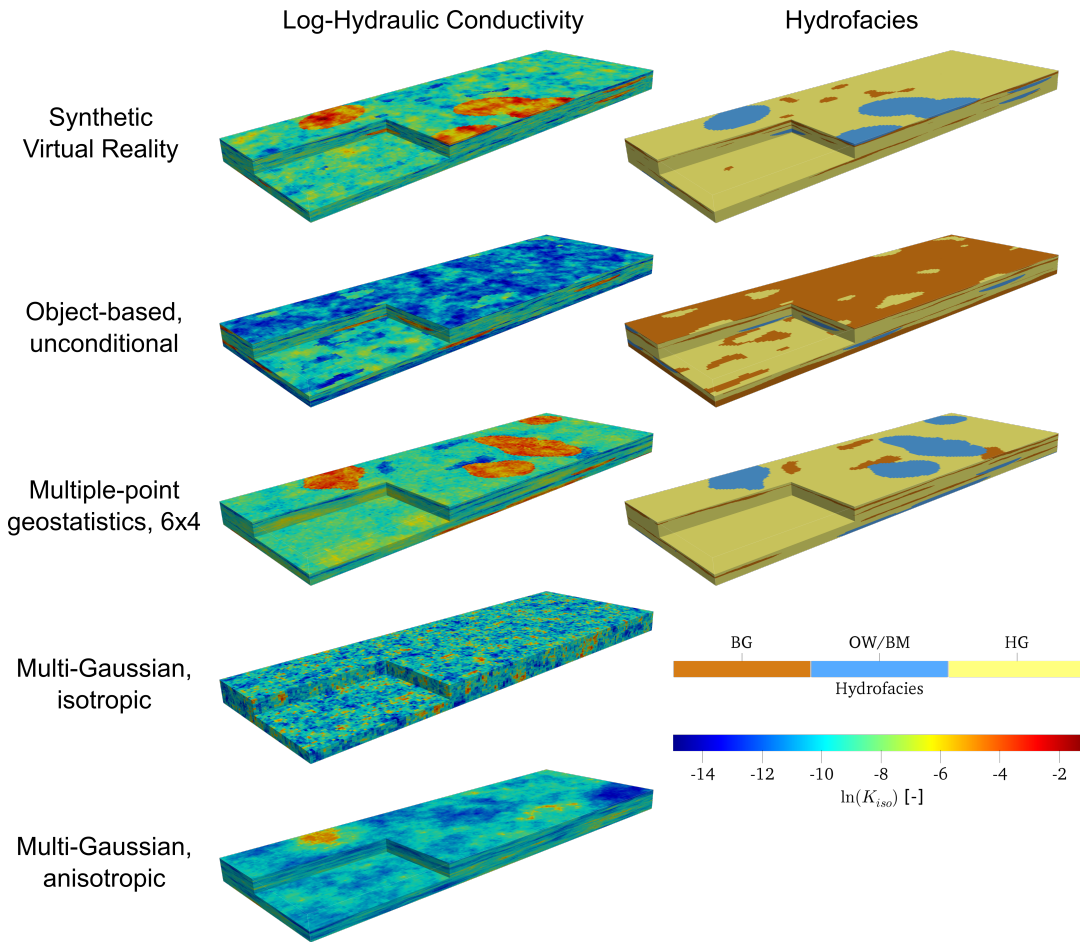 Log-Hydraulic Conductivity
Hydrofacies
Synthetic
Virtual Reality
Object-based,
unconditional
Multiple-point
geostatistics, 6x4
Multi-Gaussian,
isotropic
BG
OW/BM
HG
Hydrofacies
-14
-12
-10
-8
-6
-4
-2
ln(K_iso) [-]
Multi-Gaussian,
anisotropic